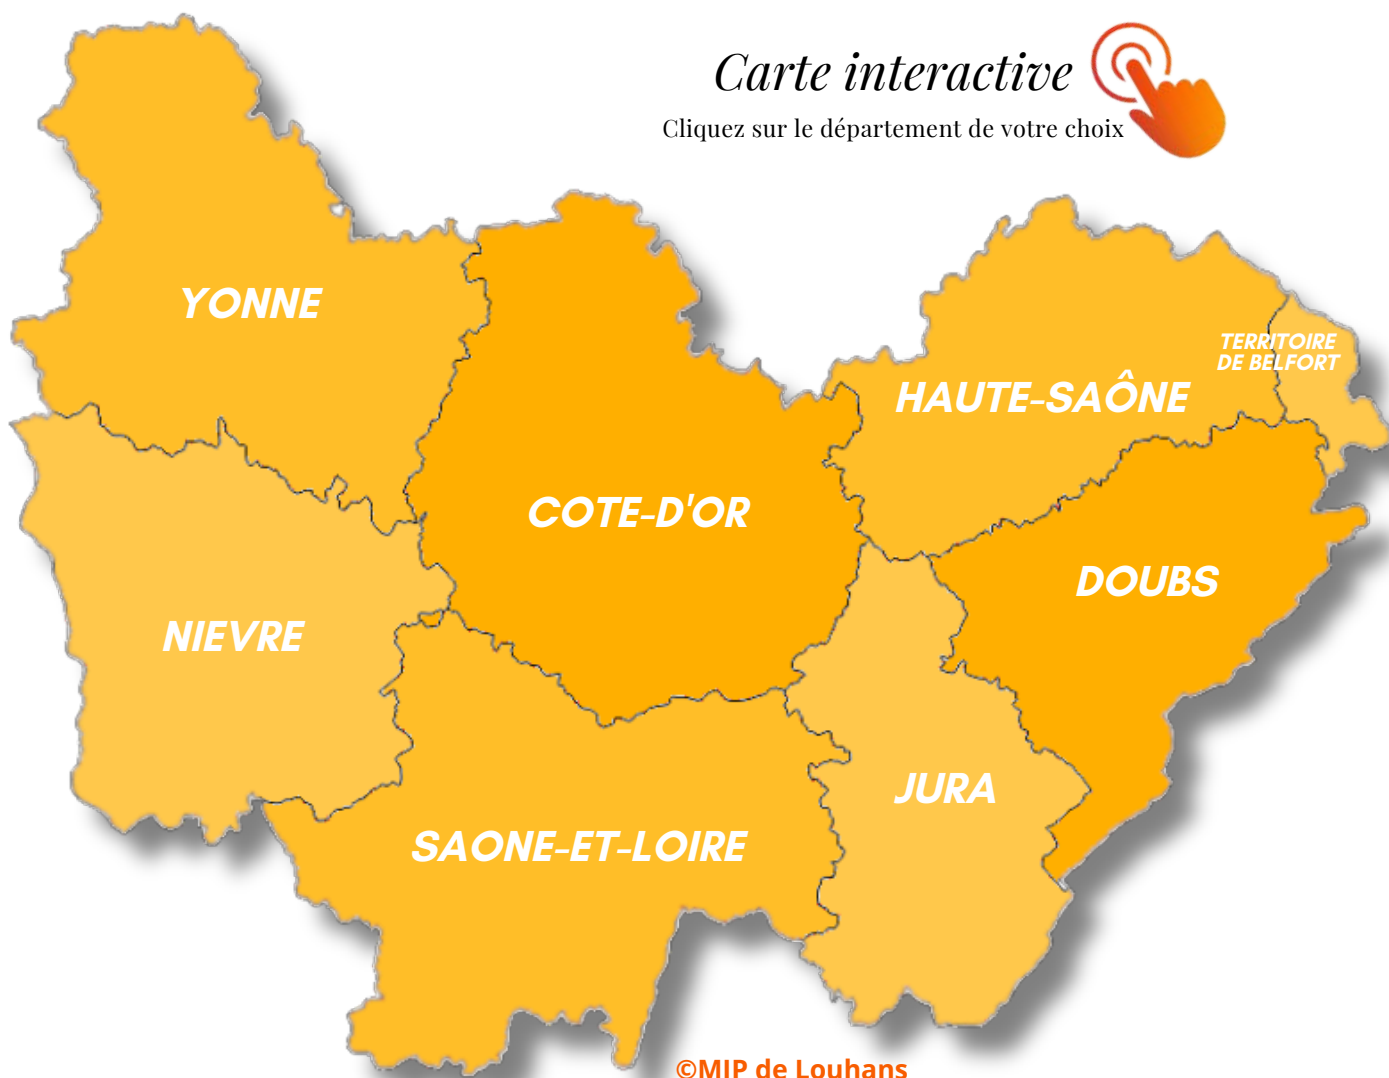 Carte interactive
Cliquez sur le département de votre choix
YONNE
TERRITOIRE
DE BELFORT
HAUTE-SAÔNE
COTE-D'OR
DOUBS
NIEVRE
JURA
SAONE-ET-LOIRE
©MIP de Louhans